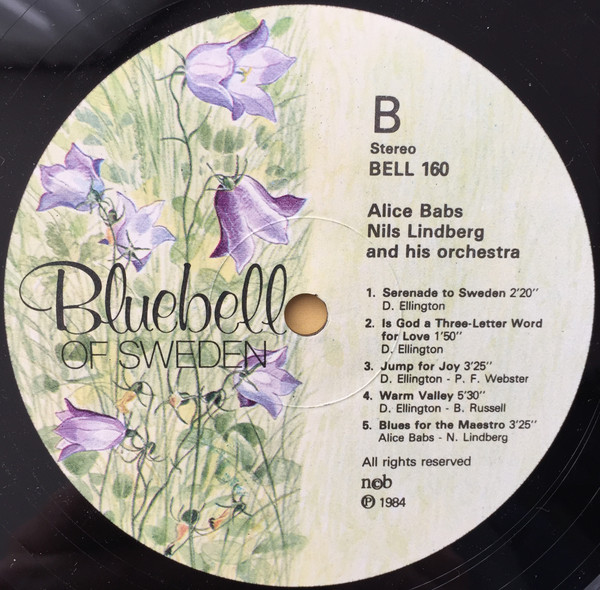 Bluebell
OF SWEDEN
B
Stereo
BELL 160
Alice Babs
Nils Lindberg
and his orchestra
1. Serenade to Sweden 2'20"
D. Ellington
2. Is God a Three-Letter Word
for Love 1'50"
D. Ellington
3. Jump for Joy 3'25"
D. Ellington - P. F. Webster
4. Warm Valley 5'30"
D. Ellington - B. Russell
5. Blues for the Maestro 3'25"
Alice Babs - N. Lindberg
All rights reserved
ncb
℗ 1984